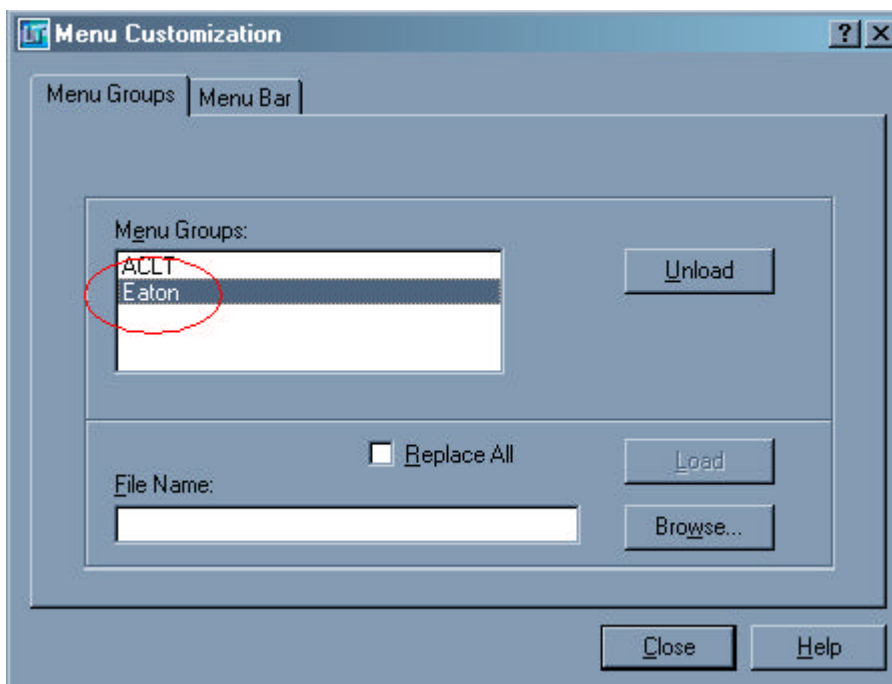 LT Menu Customization
Menu Groups Menu Bar
Menu Groups:
ACLT
Eaton
Unload
Replace All
Load
File Name:
Browse...
Close Help